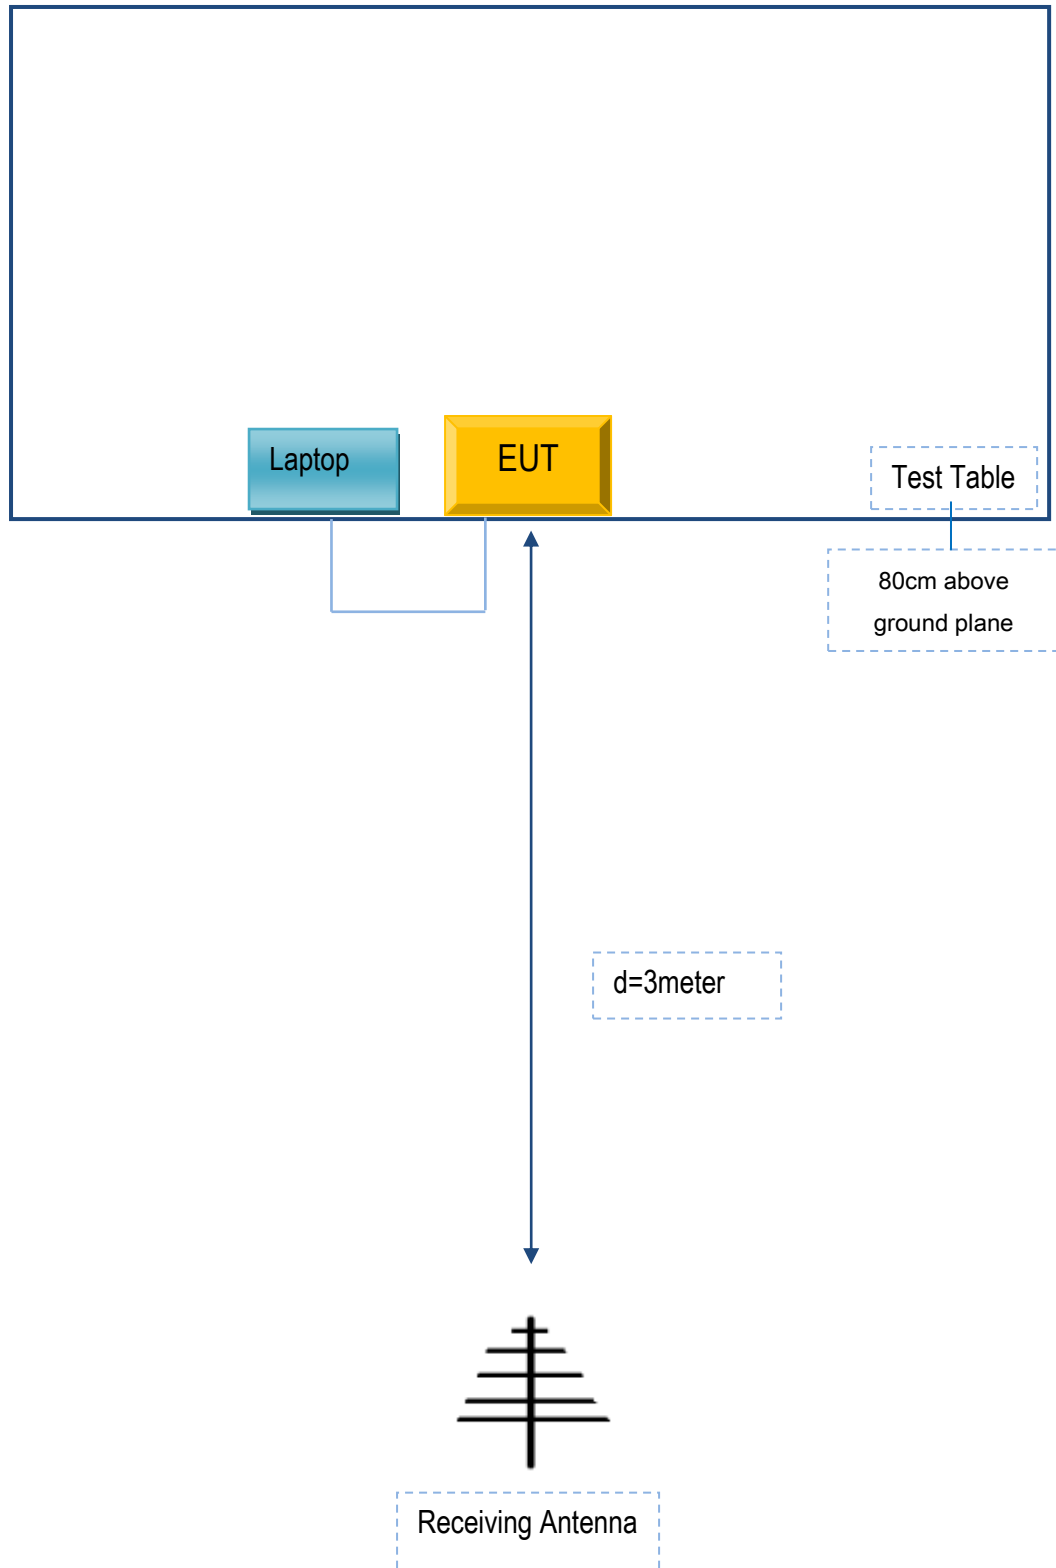 Laptop
EUT
Test Table
80cm above
ground plane
d=3meter
Receiving Antenna